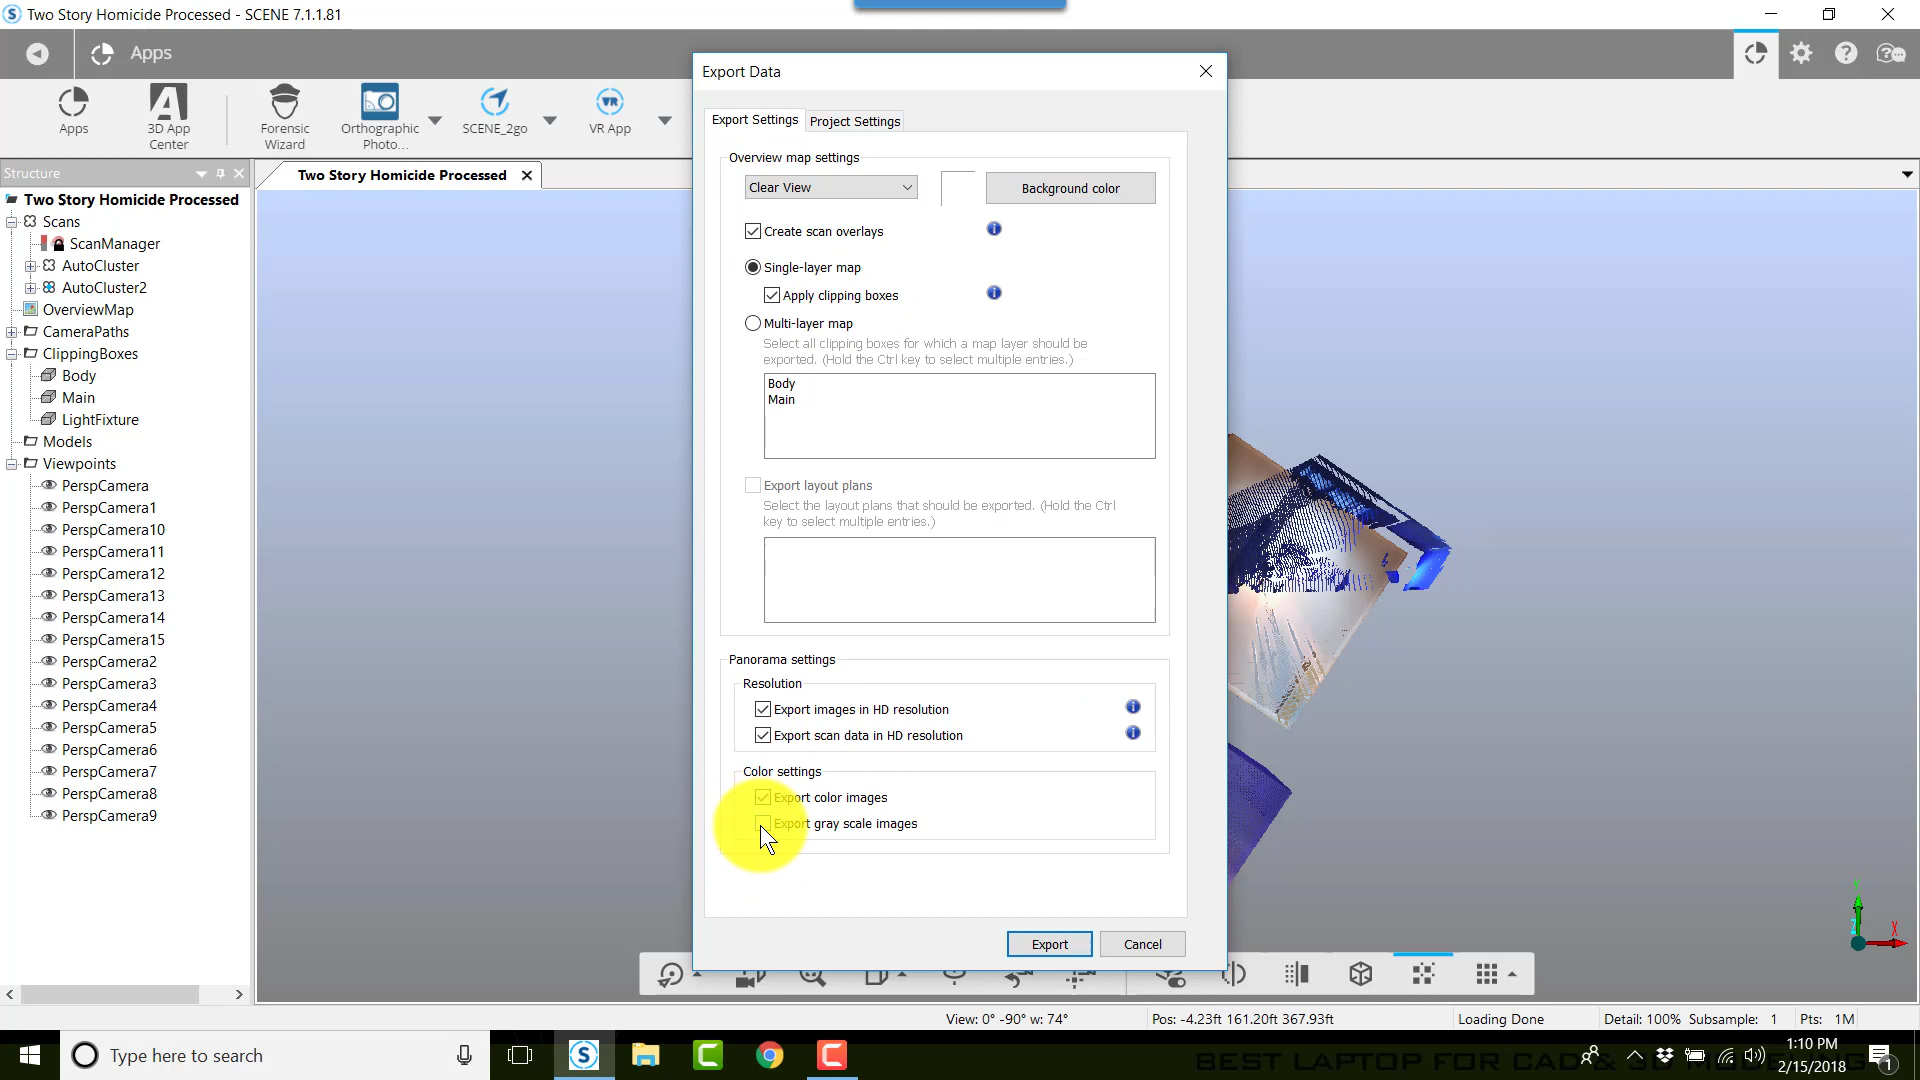 Two Story Homicide Processed - SCENE 7.1.1.81
Apps
Apps
3D App
Center
Forensic
Wizard
Orthographic
Photo...
SCENE_2go
VR App
VR
Structure
Two Story Homicide Processed
Two Story Homicide Processed
Scans
ScanManager
AutoCluster
AutoCluster2
OverviewMap
CameraPaths
ClippingBoxes
Body
Main
LightFixture
Models
Viewpoints
PerspCamera
PerspCamera1
PerspCamera10
PerspCamera11
PerspCamera12
PerspCamera13
PerspCamera14
PerspCamera15
PerspCamera2
PerspCamera3
PerspCamera4
PerspCamera5
PerspCamera6
PerspCamera7
PerspCamera8
PerspCamera9
Export Data
Export Settings
Project Settings
Overview map settings
Clear View
Background color
Create scan overlays
Single-layer map
Apply clipping boxes
Multi-layer map
Select all clipping boxes for which a map layer should be
exported. (Hold the Ctrl key to select multiple entries.)
Body
Main
Export layout plans
Select the layout plans that should be exported. (Hold the Ctrl
key to select multiple entries.)
Panorama settings
Resolution
Export images in HD resolution
Export scan data in HD resolution
Color settings
Export color images
Export gray scale images
Export
Cancel
Y
X
Z
View: 0° -90° w: 74°
Pos: -4.23ft 161.20ft 367.93ft
Loading Done
Detail: 100%
Subsample: 1
Pts: 1M
Type here to search
BEST LAPTOP FOR CAD & 3D MODELING
1:10 PM
2/15/2018
1